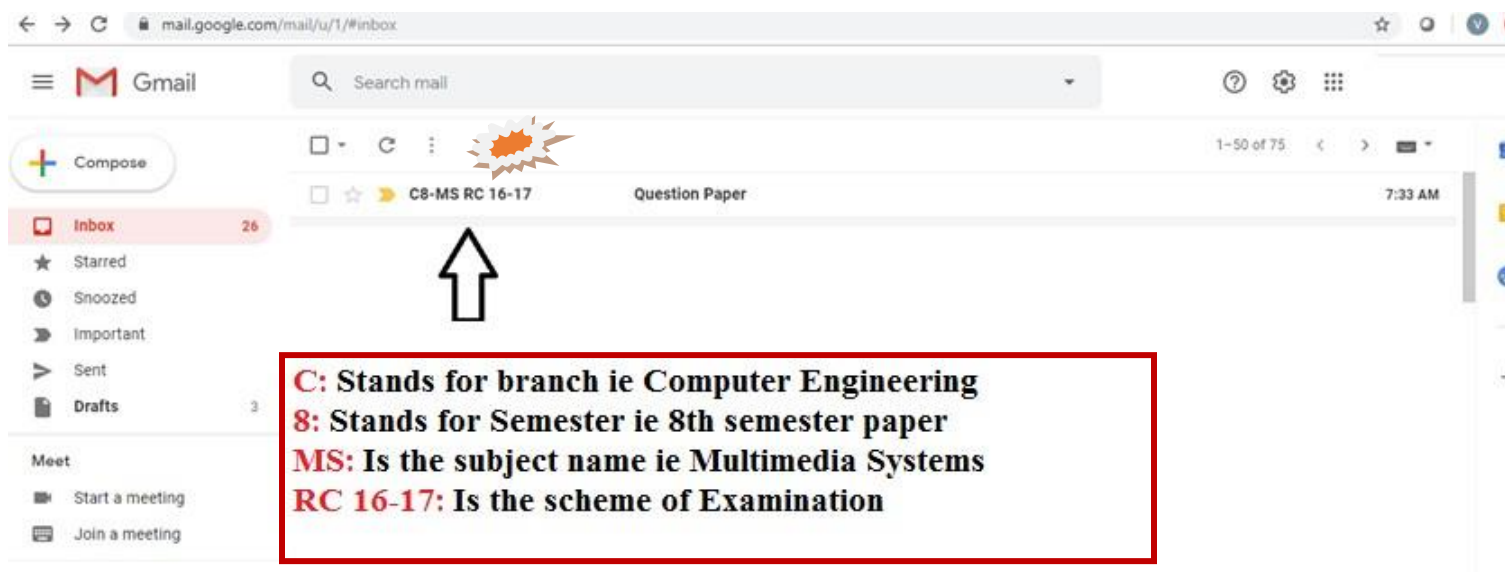 mail.google.com/mail/u/1/#inbox
V
Gmail
Search mail
Compose
1-50 of 75
C8-MS RC 16-17 Question Paper 7:33 AM
Inbox 26
Starred
Snoozed
Important
Sent
Drafts 3
Meet
Start a meeting
Join a meeting
C: Stands for branch ie Computer Engineering
8: Stands for Semester ie 8th semester paper
MS: Is the subject name ie Multimedia Systems
RC 16-17: Is the scheme of Examination